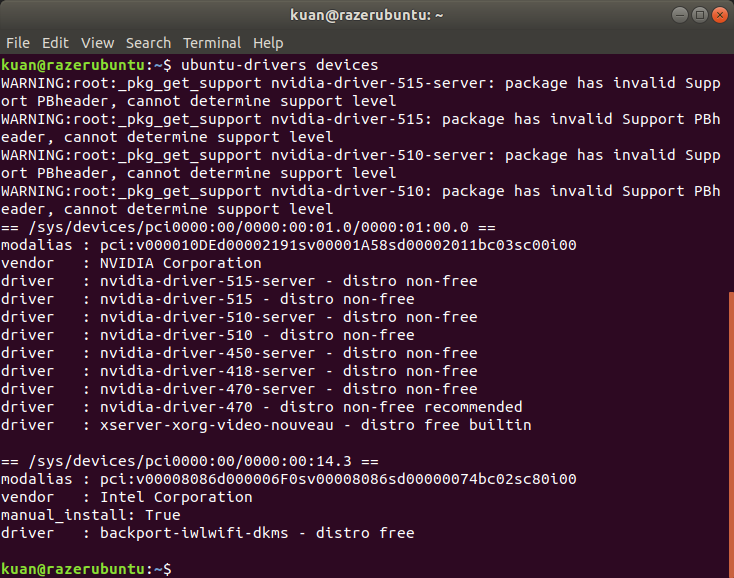 kuan@razerubuntu: ~
File Edit View Search Terminal Help
kuan@razerubuntu:~$ ubuntu-drivers devices
WARNING:root:_pkg_get_support nvidia-driver-515-server: package has invalid Supp
ort PBheader, cannot determine support level
WARNING:root:_pkg_get_support nvidia-driver-515: package has invalid Support PBh
eader, cannot determine support level
WARNING:root:_pkg_get_support nvidia-driver-510-server: package has invalid Supp
ort PBheader, cannot determine support level
WARNING:root:_pkg_get_support nvidia-driver-510: package has invalid Support PBh
eader, cannot determine support level
== /sys/devices/pci0000:00/0000:00:01.0/0000:01:00.0 ==
modalias : pci:v000010DEd00002191sv00001A58sd00002011bc03sc00i00
vendor   : NVIDIA Corporation
driver   : nvidia-driver-515-server - distro non-free
driver   : nvidia-driver-515 - distro non-free
driver   : nvidia-driver-510-server - distro non-free
driver   : nvidia-driver-510 - distro non-free
driver   : nvidia-driver-450-server - distro non-free
driver   : nvidia-driver-418-server - distro non-free
driver   : nvidia-driver-470-server - distro non-free
driver   : nvidia-driver-470 - distro non-free recommended
driver   : xserver-xorg-video-nouveau - distro free builtin
== /sys/devices/pci0000:00/0000:00:14.3 ==
modalias : pci:v00008086d000006F0sv00008086sd00000074bc02sc80i00
vendor   : Intel Corporation
manual_install: True
driver   : backport-iwlwifi-dkms - distro free
kuan@razerubuntu:~$